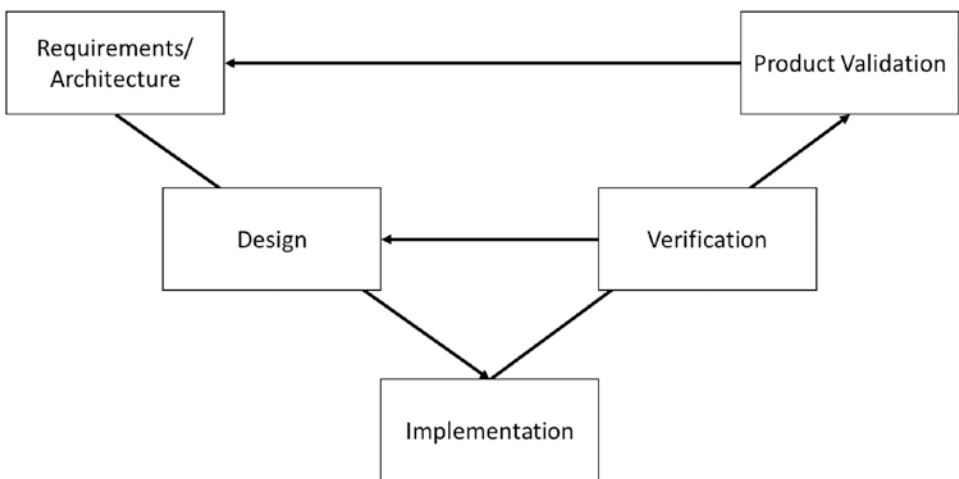 Requirements/
Architecture
Product Validation
Design
Verification
Implementation